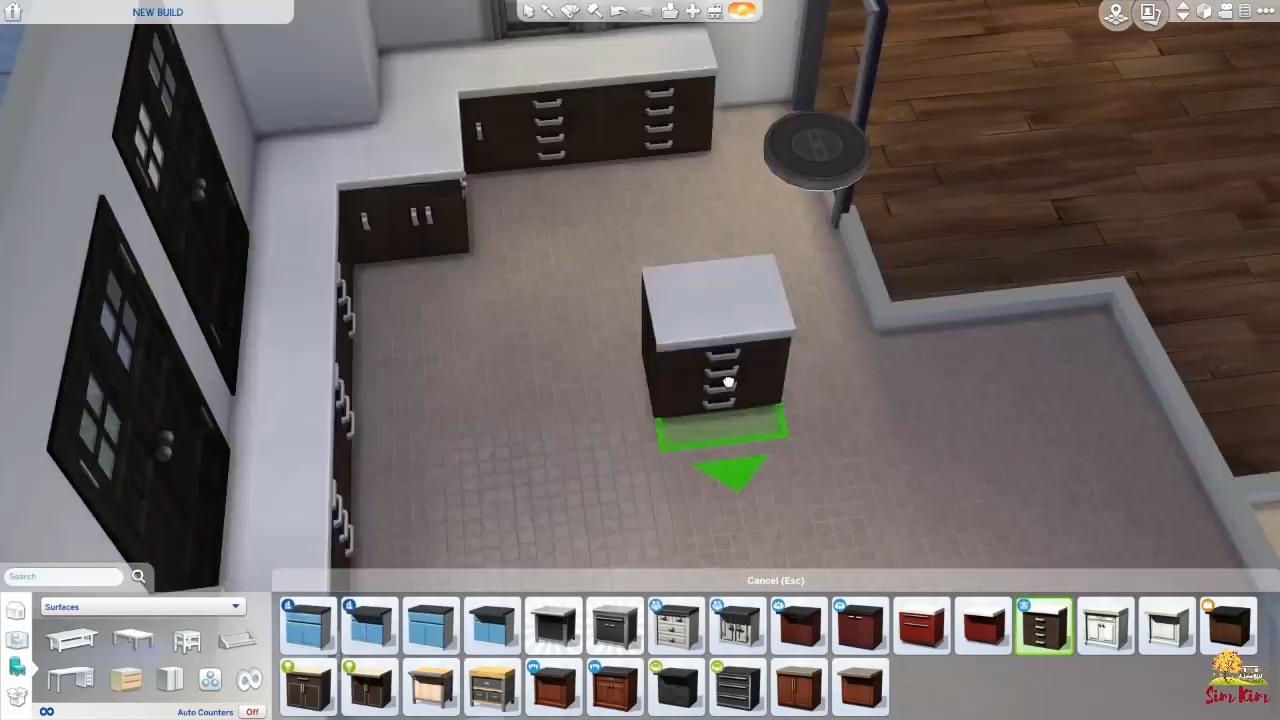 NEW BUILD
Cancel (Esc)
Search
Surfaces
Auto Counters Off
Sim Kim